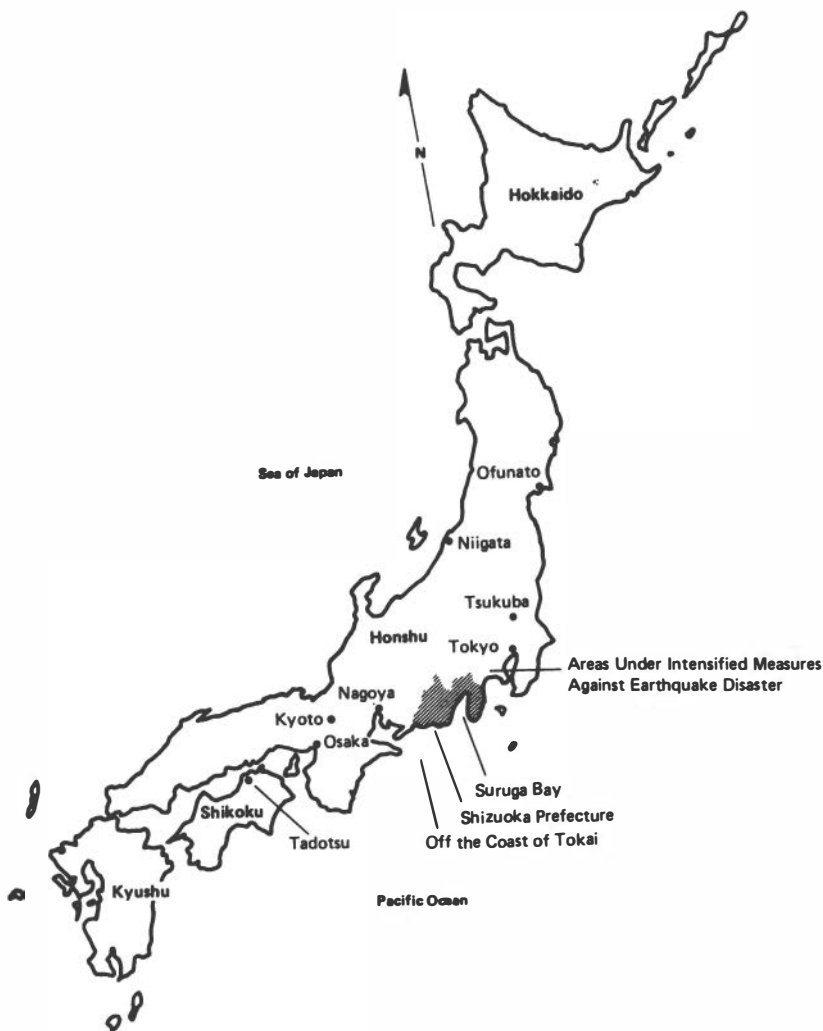 N
Hokkaido
Sea of Japan
Ofunato
Niigata
Tsukuba
Honshu
Tokyo
Areas Under Intensified Measures
Against Earthquake Disaster
Nagoya
Kyoto
Osaka
Suruga Bay
Shizuoka Prefecture
Off the Coast of Tokai
Shikoku
Tadotsu
Kyushu
Pacific Ocean